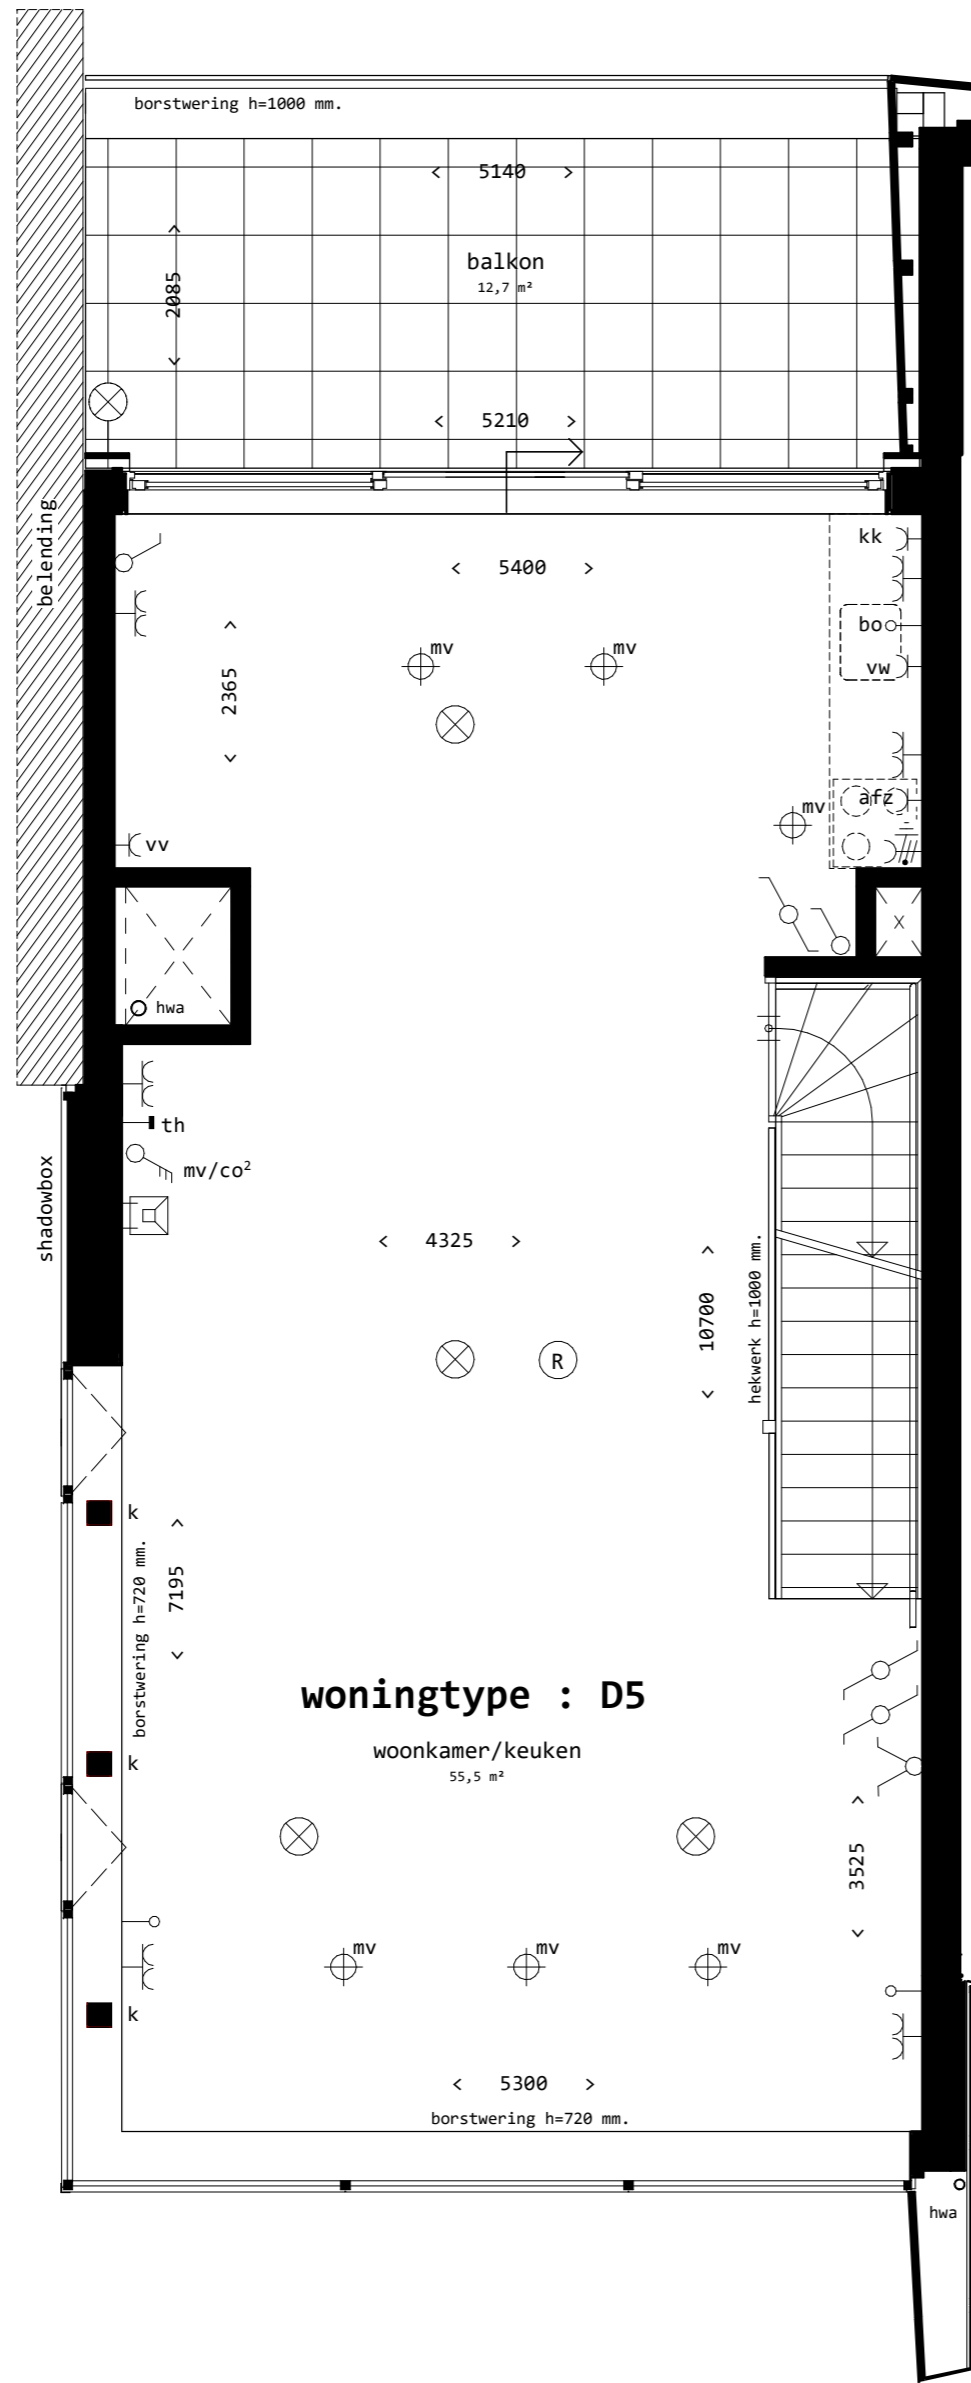 borstwering h=1000 mm.
5140
balkon
12,7 m²
2085
5210
belending
kk
5400
bo
mv
mv
vw
2365
afz
mv
vv
hwa
th
shadowbox
mv/co²
4325
10700
hekwerk h=1000 mm.
R
k
7195
borstwering h=720 mm.
woningtype : D5
woonkamer/keuken
55,5 m²
k
3525
mv
mv
mv
k
5300
borstwering h=720 mm.
hwa